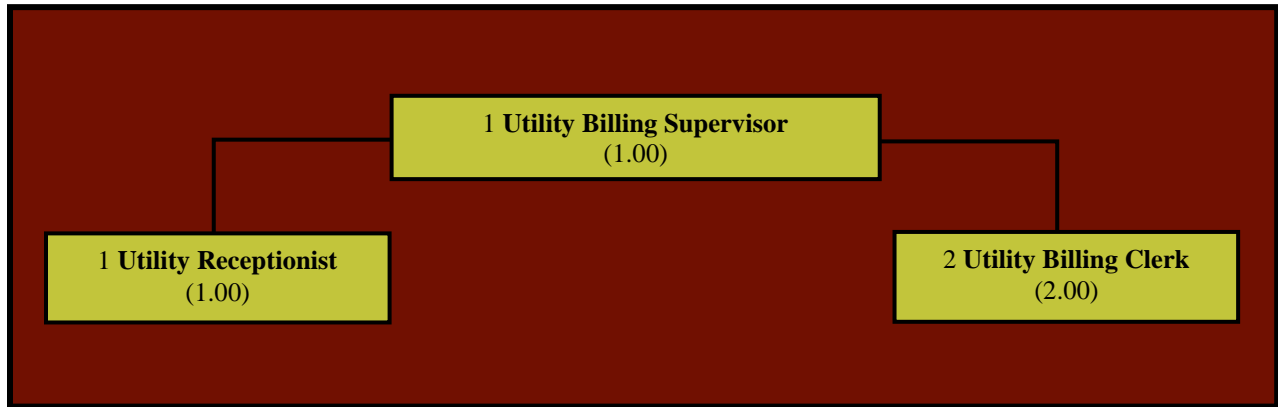 1 Utility Billing Supervisor
(1.00)
1 Utility Receptionist
(1.00)
2 Utility Billing Clerk
(2.00)